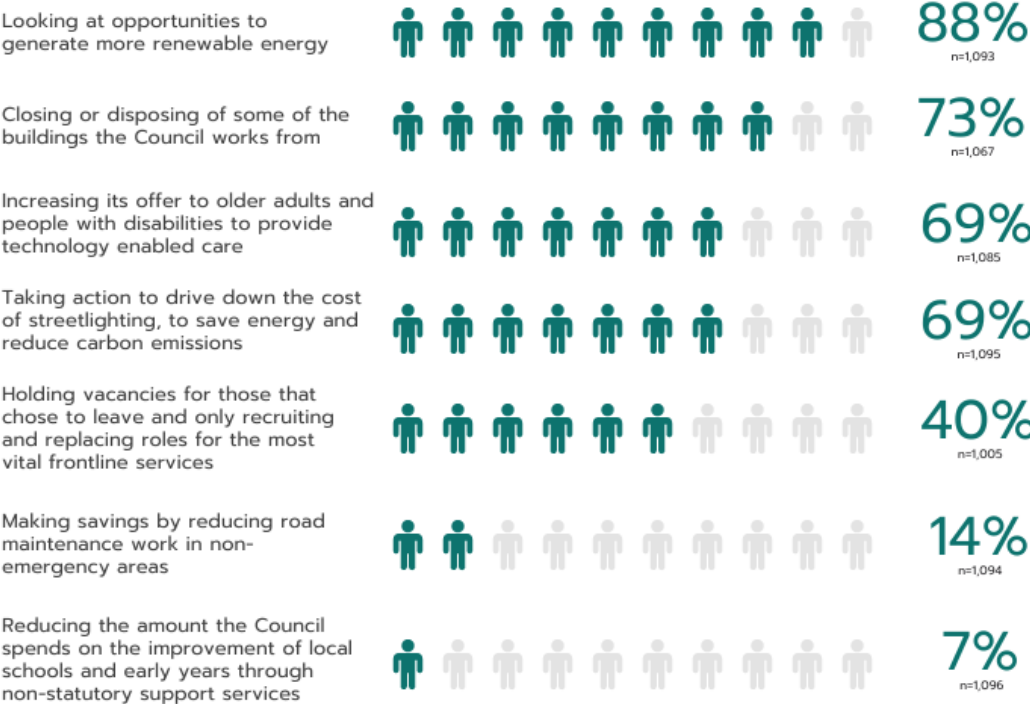 Looking at opportunities to
generate more renewable energy
88%
n=1,093
Closing or disposing of some of the
buildings the Council works from
73%
n=1,067
Increasing its offer to older adults and
people with disabilities to provide
technology enabled care
69%
n=1,085
Taking action to drive down the cost
of streetlighting, to save energy and
reduce carbon emissions
69%
n=1,095
Holding vacancies for those that
chose to leave and only recruiting
and replacing roles for the most
vital frontline services
40%
n=1,005
Making savings by reducing road
maintenance work in non-
emergency areas
14%
n=1,094
Reducing the amount the Council
spends on the improvement of local
schools and early years through
non-statutory support services
7%
n=1,096